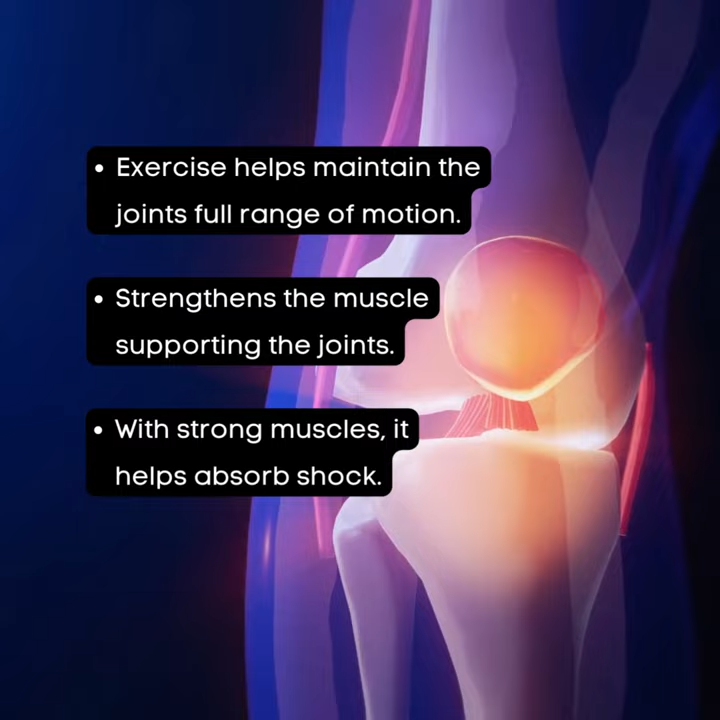 • Exercise helps maintain the
joints full range of motion.
• Strengthens the muscle
supporting the joints.
• With strong muscles, it
helps absorb shock.